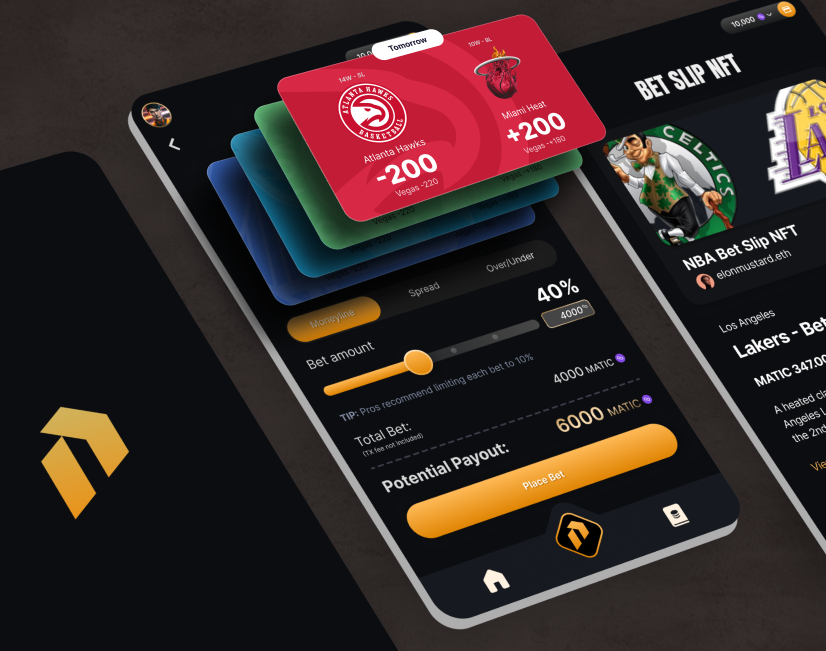 Tomorrow
14W - 5L
10W - 8L
ATLANTA HAWKS
BASKETBALL
Atlanta Hawks
-200
Vegas -220
Miami Heat
+200
Vegas -+180
Moneyline
Spread
Over/Under
Bet amount
40%
4000
TIP: Pros recommend limiting each bet to 10%
Total Bet:
(TX fee not included)
4000 MATIC
Potential Payout:
6000 MATIC
Place Bet
10,000
BET SLIP NFT
CELTICS
NBA Bet Slip NFT
elonmustard.eth
Los Angeles
Lakers - Bet
MATIC 347.00
A heated cla
Angeles L
the 2nd